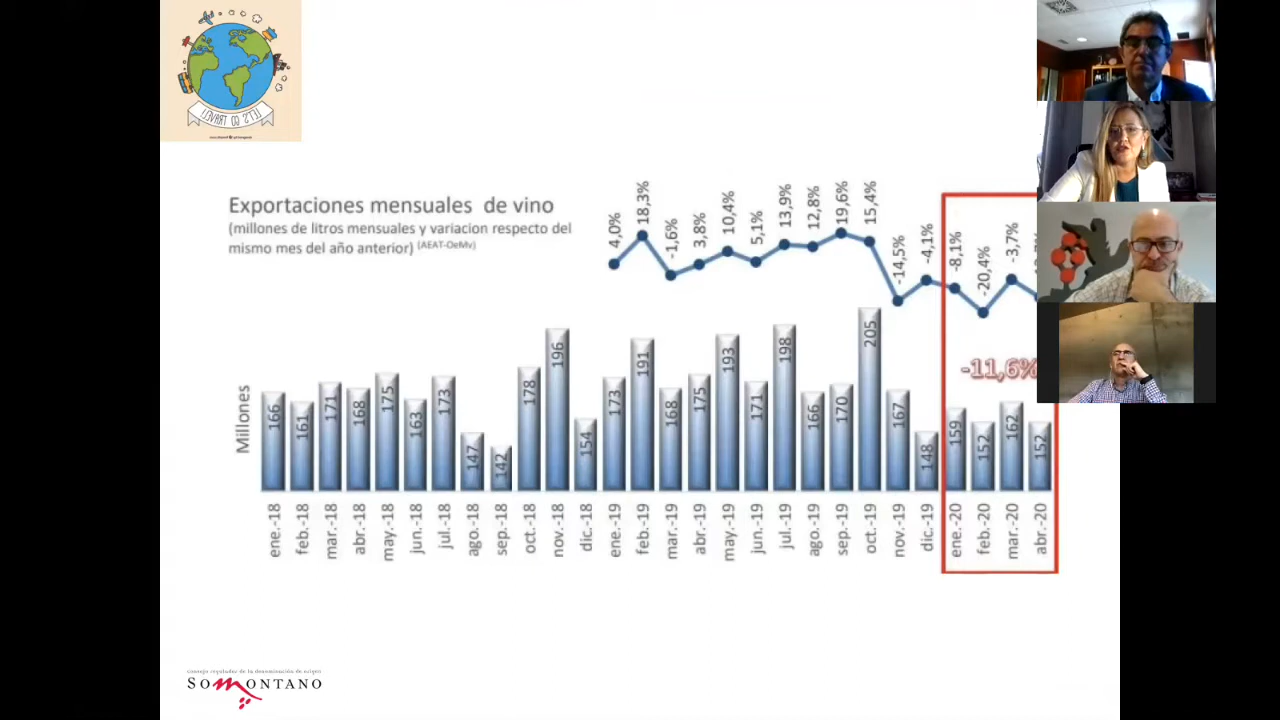 Exportaciones mensuales de vino
(millones de litros mensuales y variacion respecto del
mismo mes del año anterior) (AEAT-OeMv)
4,0%
18,3%
-1,6%
3,8%
10,4%
5,1%
13,9%
12,8%
19,6%
15,4%
-14,5%
-4,1%
-8,1%
-20,4%
-3,7%
-11,6%
Millones
166
161
171
168
175
163
173
147
142
178
196
154
173
191
168
175
193
171
198
166
170
205
167
148
159
152
162
152
ene.-18
feb.-18
mar.-18
abr.-18
may.-18
jun.-18
jul.-18
ago.-18
sep.-18
oct.-18
nov.-18
dic.-18
ene.-19
feb.-19
mar.-19
abr.-19
may.-19
jun.-19
jul.-19
ago.-19
sep.-19
oct.-19
nov.-19
dic.-19
ene.-20
feb.-20
mar.-20
abr.-20
Consejo regulador de la denominación de origen
SOMONTANO